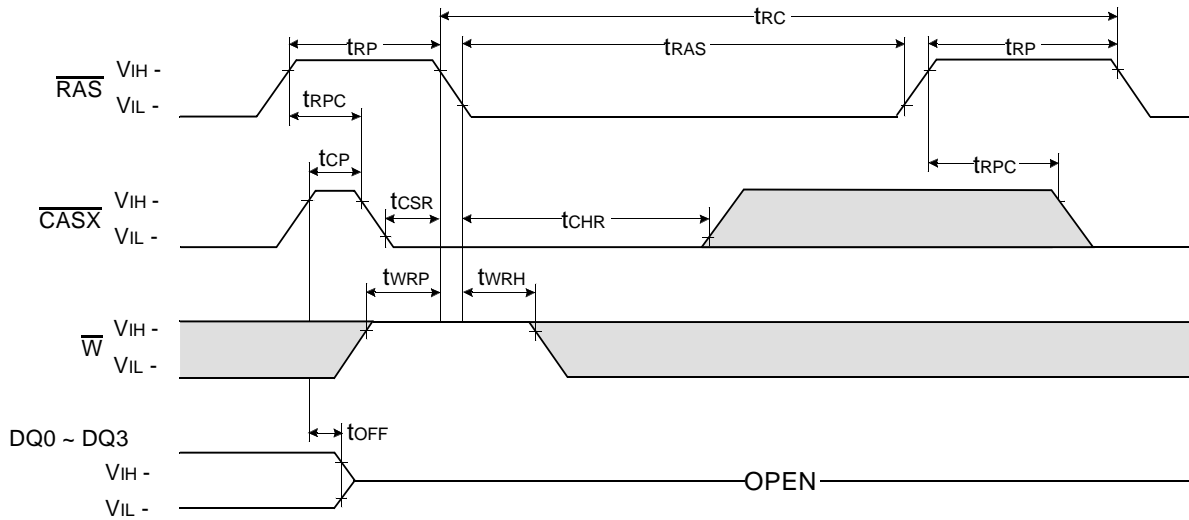 tRC
tRP tRAS tRP
RAS VIH -
VIL -
tRPC
tCP tRPC
CASX VIH -
VIL -
tCSR tCHR
tWRP tWRH
W VIH -
VIL -
tOFF
DQ0 ~ DQ3
VIH -
VIL -
OPEN